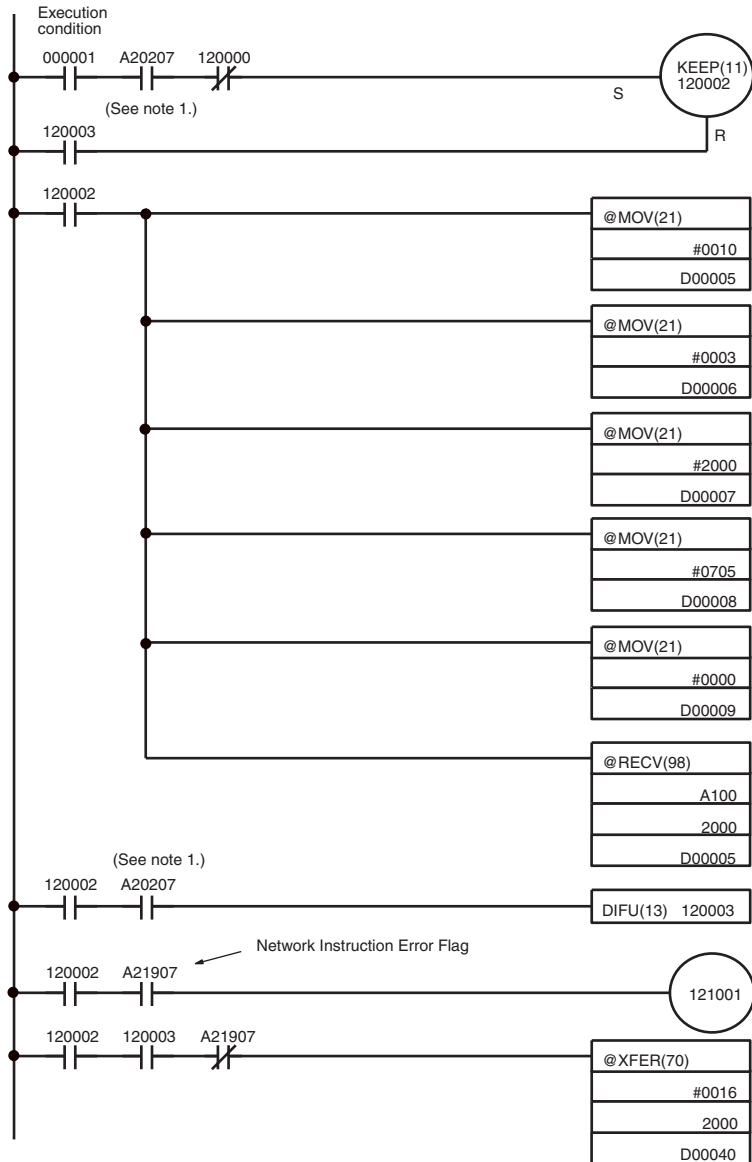 Execution
condition
000001 A20207 120000
KEEP(11)
120002
S
(See note 1.)
R
120003
120002
@MOV(21)
#0010
D00005
@MOV(21)
#0003
D00006
@MOV(21)
#2000
D00007
@MOV(21)
#0705
D00008
@MOV(21)
#0000
D00009
@RECV(98)
A100
2000
D00005
(See note 1.)
120002 A20207
DIFU(13) 120003
Network Instruction Error Flag
120002 A21907
121001
120002 120003 A21907
@XFER(70)
#0016
2000
D00040